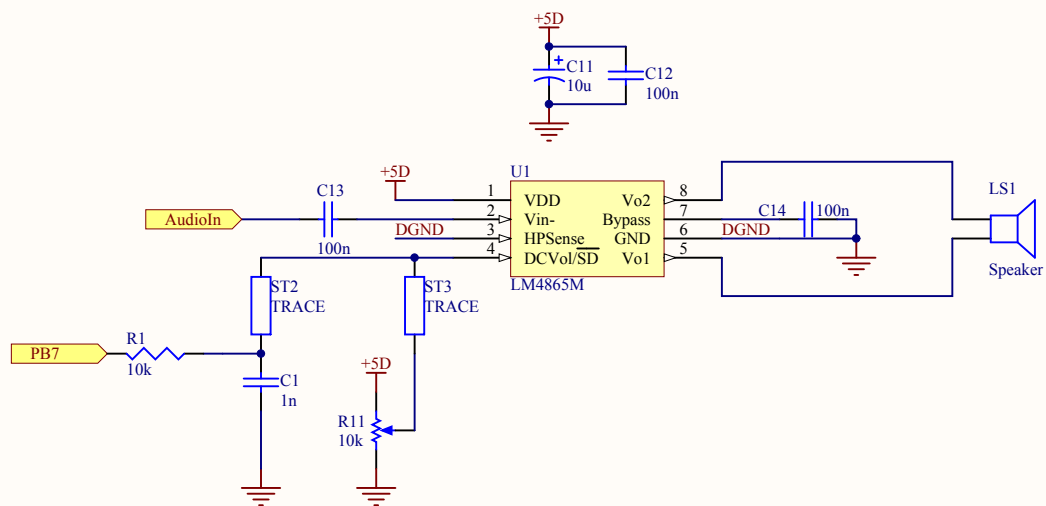 +5D
C11
10u
C12
100n
U1
+5D
C13
100n
AudioIn
1 VDD Vo2 8
2 Vin- Bypass 7
3 HPSense GND 6
4 DCVol/SD Vo1 5
DGND
DGND
LM4865M
C14 100n
LS1
Speaker
ST2
TRACE
ST3
TRACE
PB7
R1
10k
C1
1n
+5D
R11
10k
+